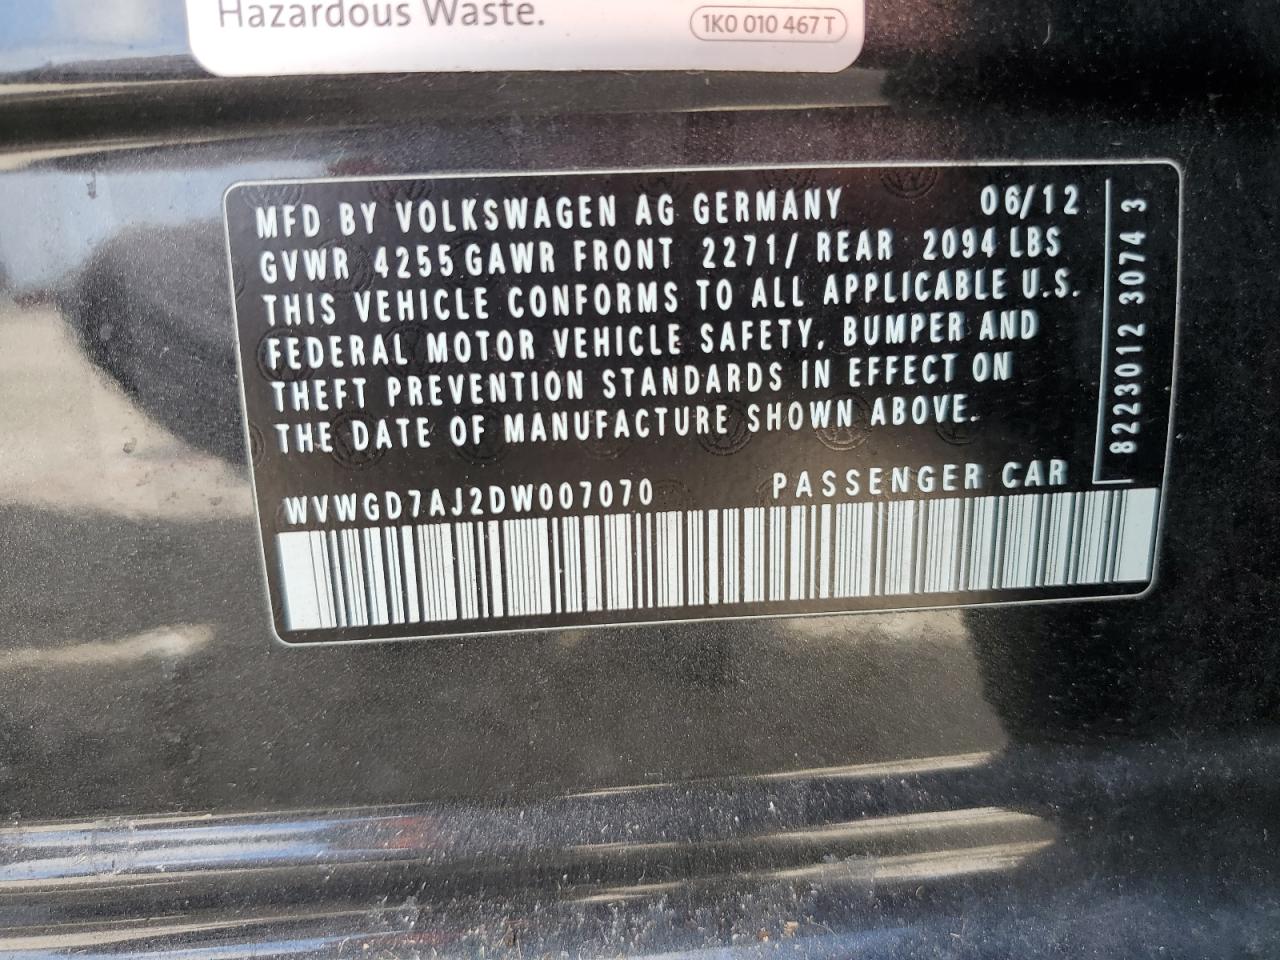 Hazardous Waste.
1K0 010 467 T
MFD BY VOLKSWAGEN AG GERMANY 06/12
GVWR 4255 GAWR FRONT 2271/ REAR 2094 LBS
THIS VEHICLE CONFORMS TO ALL APPLICABLE U.S.
FEDERAL MOTOR VEHICLE SAFETY, BUMPER AND
THEFT PREVENTION STANDARDS IN EFFECT ON
THE DATE OF MANUFACTURE SHOWN ABOVE.
WVWGD7AJ2DW007070 PASSENGER CAR
8223012 3074 3